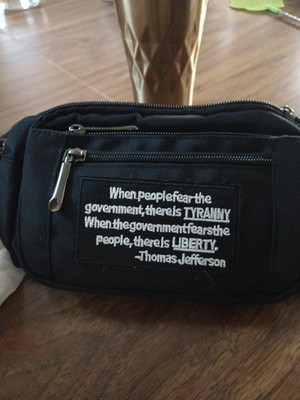 When people fear the
government, there is TYRANNY
When the government fears the
people, there is LIBERTY.
-Thomas Jefferson